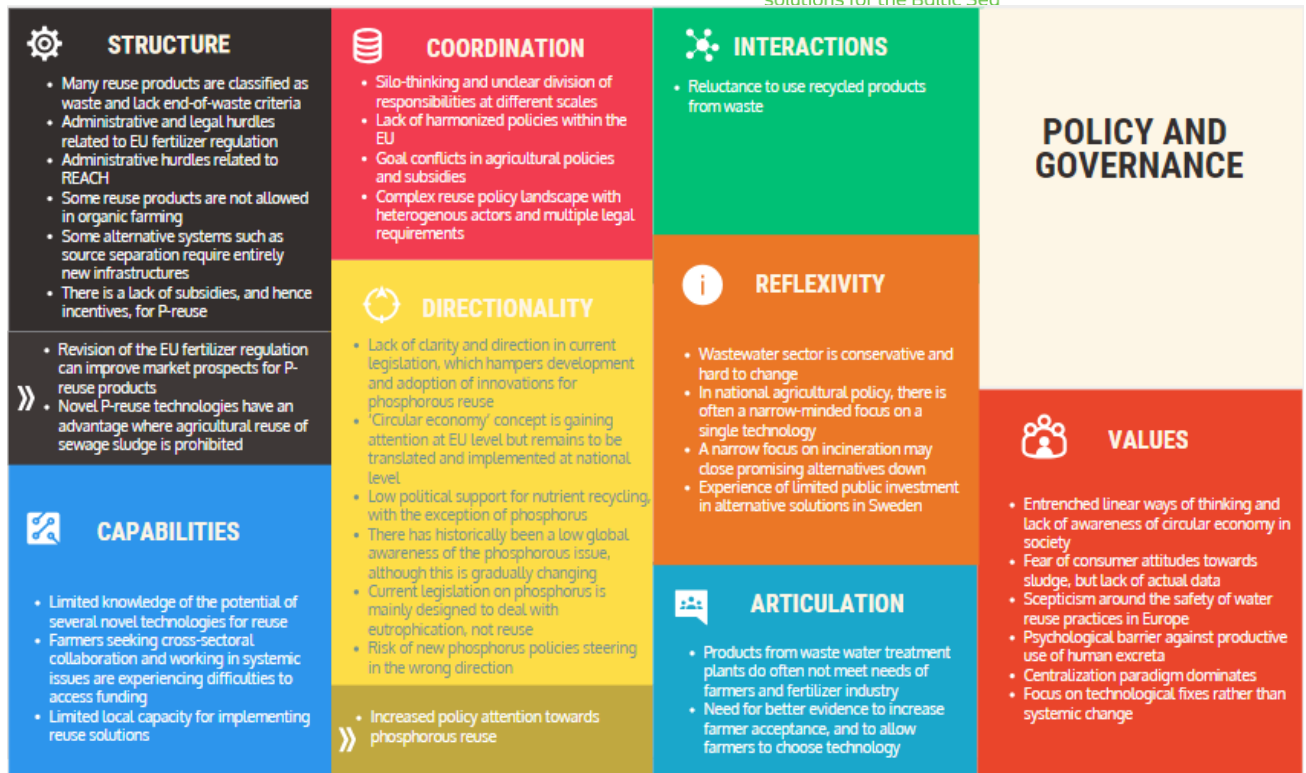 solutions for the Baltic Sea
STRUCTURE
• Many reuse products are classified as
waste and lack end-of-waste criteria
• Administrative and legal hurdles
related to EU fertilizer regulation
• Administrative hurdles related to
REACH
• Some reuse products are not allowed
in organic farming
• Some alternative systems such as
source separation require entirely
new infrastructures
• There is a lack of subsidies, and hence
incentives, for P-reuse
• Revision of the EU fertilizer regulation
can improve market prospects for P-
reuse products
• Novel P-reuse technologies have an
advantage where agricultural reuse of
sewage sludge is prohibited
CAPABILITIES
• Limited knowledge of the potential of
several novel technologies for reuse
• Farmers seeking cross-sectoral
collaboration and working in systemic
issues are experiencing difficulties to
access funding
• Limited local capacity for implementing
reuse solutions
COORDINATION
• Silo-thinking and unclear division of
responsibilities at different scales
• Lack of harmonized policies within the
EU
• Goal conflicts in agricultural policies
and subsidies
• Complex reuse policy landscape with
heterogenous actors and multiple legal
requirements
DIRECTIONALITY
• Lack of clarity and direction in current
legislation, which hampers development
and adoption of innovations for
phosphorous reuse
• 'Circular economy' concept is gaining
attention at EU level but remains to be
translated and implemented at national
level
• Low political support for nutrient recycling,
with the exception of phosphorus
• There has historically been a low global
awareness of the phosphorous issue,
although this is gradually changing
• Current legislation on phosphorus is
mainly designed to deal with
eutrophication, not reuse
• Risk of new phosphorus policies steering
in the wrong direction
• Increased policy attention towards
phosphorous reuse
INTERACTIONS
• Reluctance to use recycled products
from waste
REFLEXIVITY
• Wastewater sector is conservative and
hard to change
• In national agricultural policy, there is
often a narrow-minded focus on a
single technology
• A narrow focus on incineration may
close promising alternatives down
• Experience of limited public investment
in alternative solutions in Sweden
ARTICULATION
• Products from waste water treatment
plants do often not meet needs of
farmers and fertilizer industry
• Need for better evidence to increase
farmer acceptance, and to allow
farmers to choose technology
POLICY AND
GOVERNANCE
VALUES
• Entrenched linear ways of thinking and
lack of awareness of circular economy in
society
• Fear of consumer attitudes towards
sludge, but lack of actual data
• Scepticism around the safety of water
reuse practices in Europe
• Psychological barrier against productive
use of human excreta
• Centralization paradigm dominates
• Focus on technological fixes rather than
systemic change